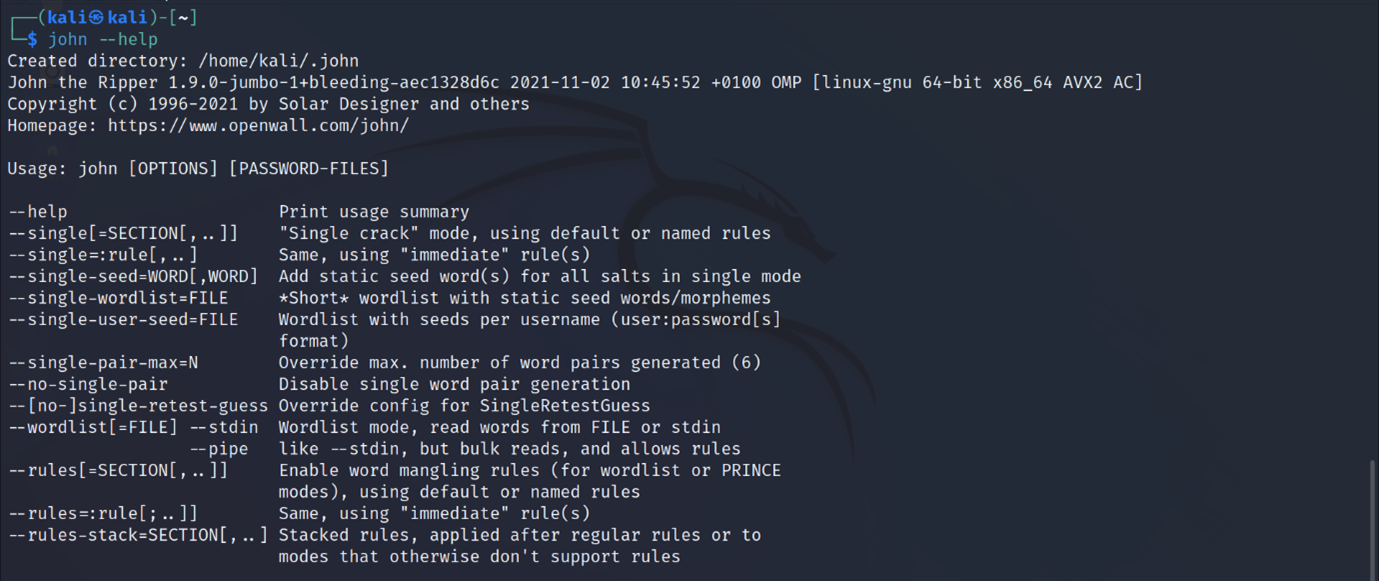 ┌──(kali㉿kali)-[~]
└─$ john --help
Created directory: /home/kali/.john
John the Ripper 1.9.0-jumbo-1+bleeding-aec1328d6c 2021-11-02 10:45:52 +0100 OMP [linux-gnu 64-bit x86_64 AVX2 AC]
Copyright (c) 1996-2021 by Solar Designer and others
Homepage: https://www.openwall.com/john/
Usage: john [OPTIONS] [PASSWORD-FILES]
--help                     Print usage summary
--single[=SECTION[,..]]    "Single crack" mode, using default or named rules
--single=:rule[,..]        Same, using "immediate" rule(s)
--single-seed=WORD[,WORD]  Add static seed word(s) for all salts in single mode
--single-wordlist=FILE     *Short* wordlist with static seed words/morphemes
--single-user-seed=FILE    Wordlist with seeds per username (user:password[s]
                           format)
--single-pair-max=N        Override max. number of word pairs generated (6)
--no-single-pair           Disable single word pair generation
--[no-]single-retest-guess Override config for SingleRetestGuess
--wordlist[=FILE] --stdin  Wordlist mode, read words from FILE or stdin
                  --pipe   like --stdin, but bulk reads, and allows rules
--rules[=SECTION[,..]]     Enable word mangling rules (for wordlist or PRINCE
                           modes), using default or named rules
--rules=:rule[;..]]        Same, using "immediate" rule(s)
--rules-stack=SECTION[,..] Stacked rules, applied after regular rules or to
                           modes that otherwise don't support rules